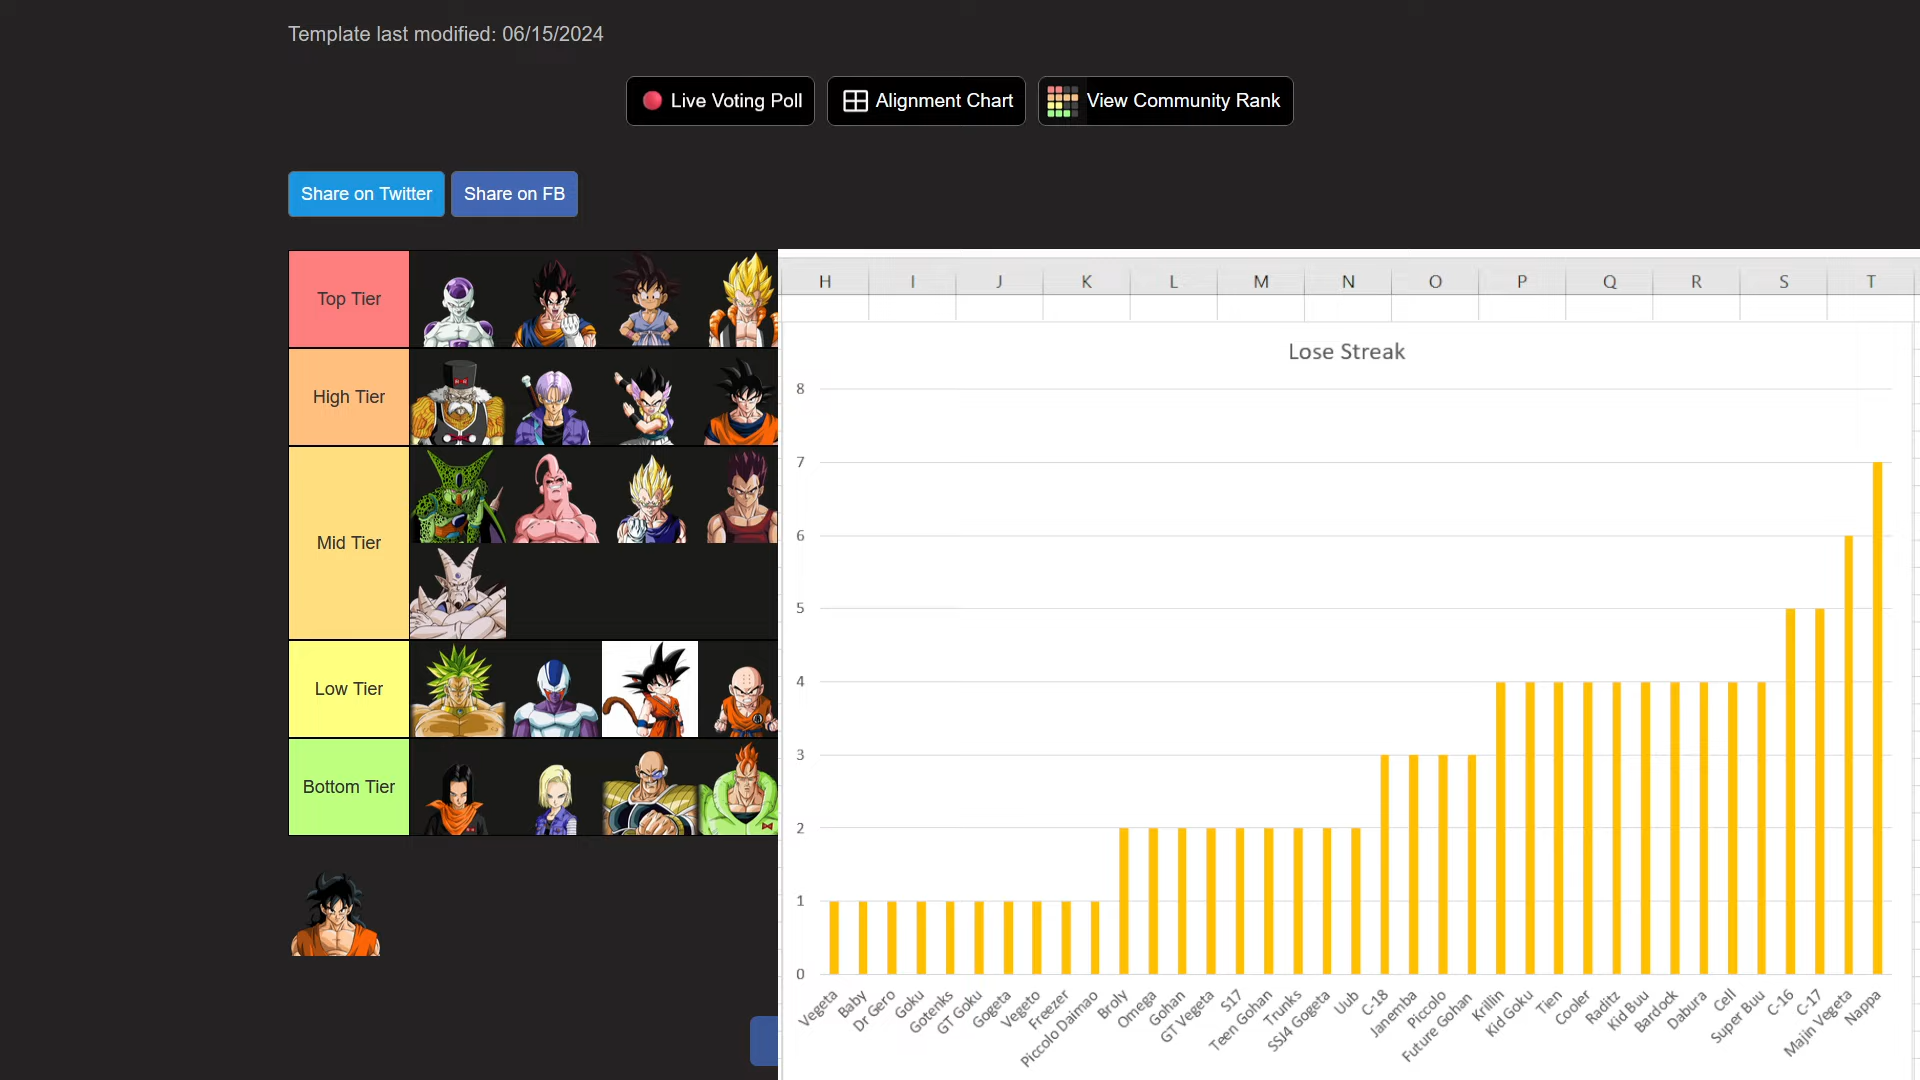 Template last modified: 06/15/2024
Live Voting Poll
Alignment Chart
View Community Rank
Share on Twitter
Share on FB
Top Tier
High Tier
Mid Tier
Low Tier
Bottom Tier
H I J K L M N O P Q R S T
Lose Streak
8
7
6
5
4
3
2
1
0
Vegeta
Baby
Dr Gero
Goku
Gotenks
GT Goku
Gogeta
Vegeto
Freezer
Piccolo Daimao
Broly
Omega
Gohan
GT Vegeta
S17
Teen Gohan
Trunks
SSJ4 Gogeta
Uub
C-18
Janemba
Piccolo
Future Gohan
Krillin
Kid Goku
Tien
Cooler
Raditz
Kid Buu
Bardock
Dabura
Cell
Super Buu
C-16
C-17
Majin Vegeta
Nappa